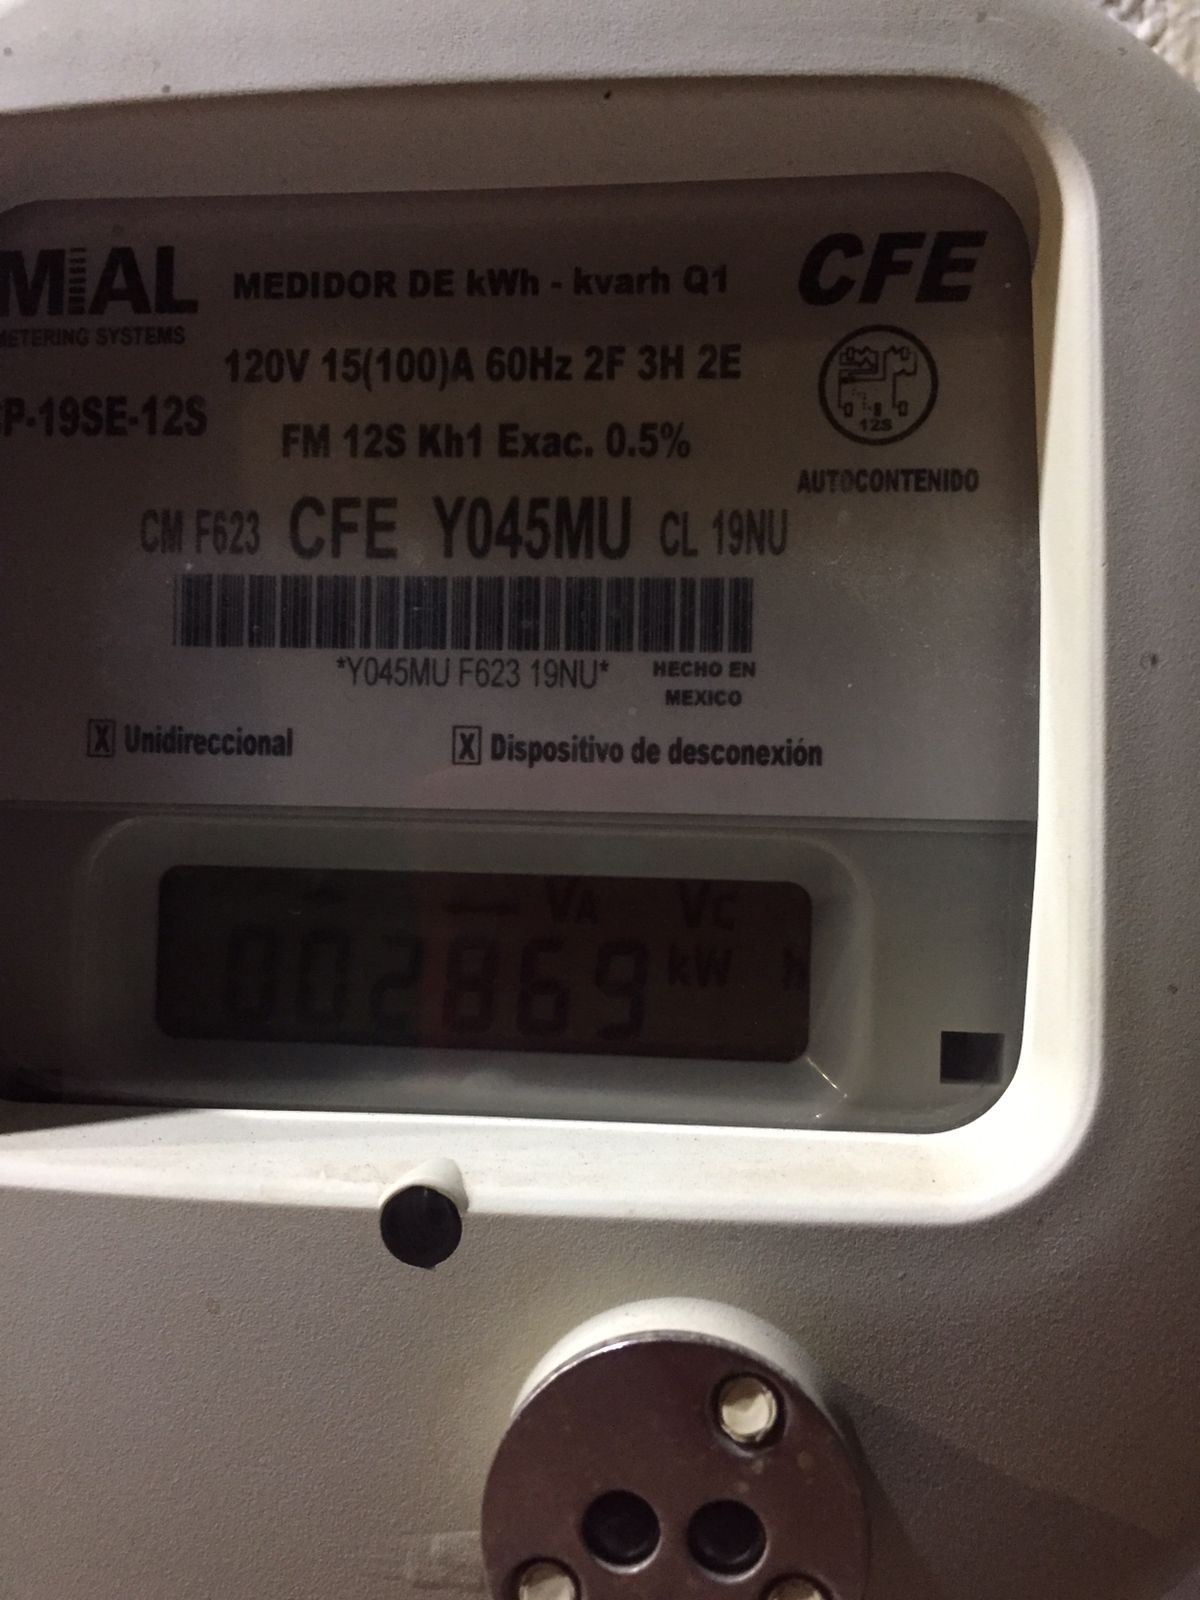 MIAL
METERING SYSTEMS
MEDIDOR DE kWh - kvarh Q1
CFE
120V 15(100)A 60Hz 2F 3H 2E
P-19SE-12S
FM 12S Kh1 Exac. 0.5%
12S
AUTOCONTENIDO
CM F623 CFE Y045MU CL 19NU
*Y045MU F623 19NU*
HECHO EN
MEXICO
X Unidireccional
X Dispositivo de desconexión
VA VC
002869 kW h